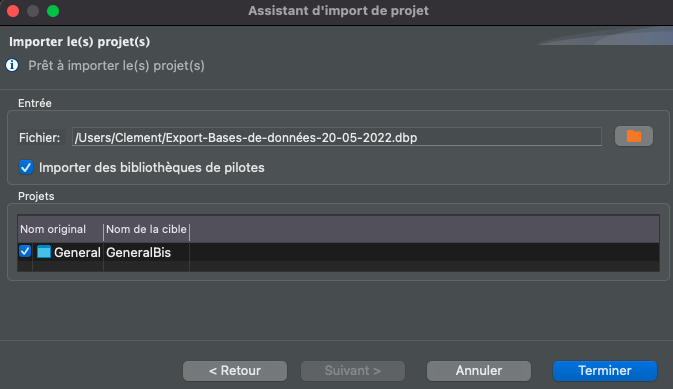 Assistant d'import de projet
Importer le(s) projet(s)
Prêt à importer le(s) projet(s)
Entrée
Fichier: /Users/Clement/Export-Bases-de-données-20-05-2022.dbp
Importer des bibliothèques de pilotes
Projets
Nom original Nom de la cible
General GeneralBis
< Retour Suivant > Annuler Terminer